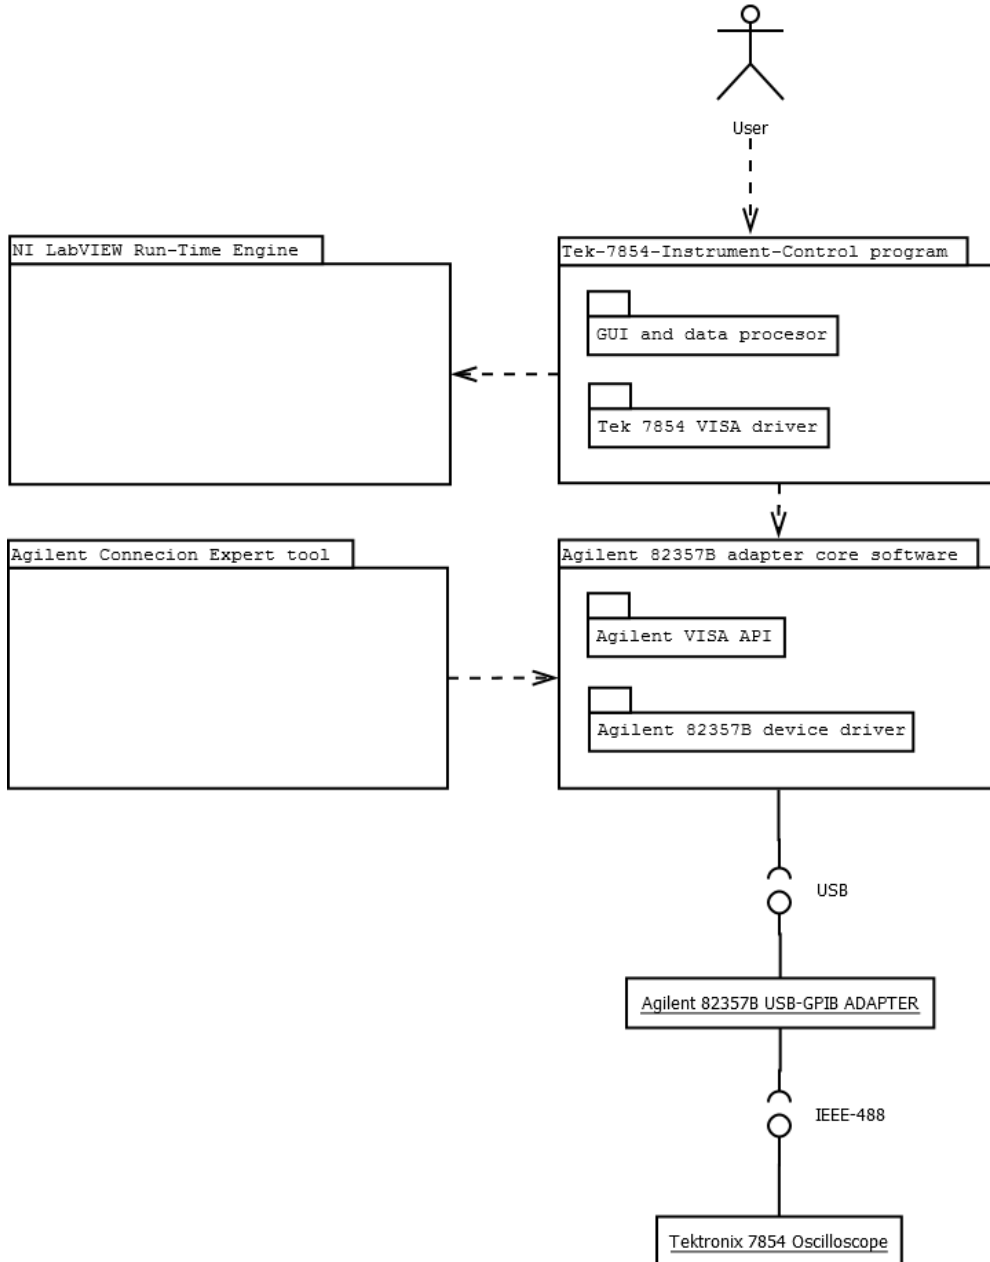 User
NI LabVIEW Run-Time Engine
Tek-7854-Instrument-Control program
GUI and data procesor
Tek 7854 VISA driver
Agilent Connecion Expert tool
Agilent 82357B adapter core software
Agilent VISA API
Agilent 82357B device driver
USB
Agilent 82357B USB-GPIB ADAPTER
IEEE-488
Tektronix 7854 Oscilloscope